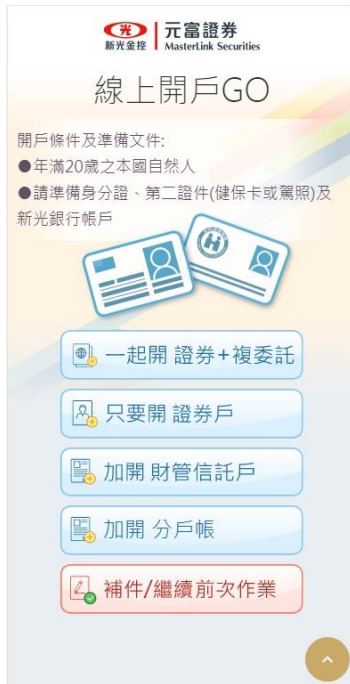 新光金控
元富證券
MasterLink Securities
線上開戶GO
開戶條件及準備文件:
●年滿20歲之本國自然人
●請準備身分證、第二證件(健保卡或駕照)及
新光銀行帳戶
一起開 證券+複委託
只要開 證券戶
加開 財管信託戶
加開 分戶帳
補件/繼續前次作業